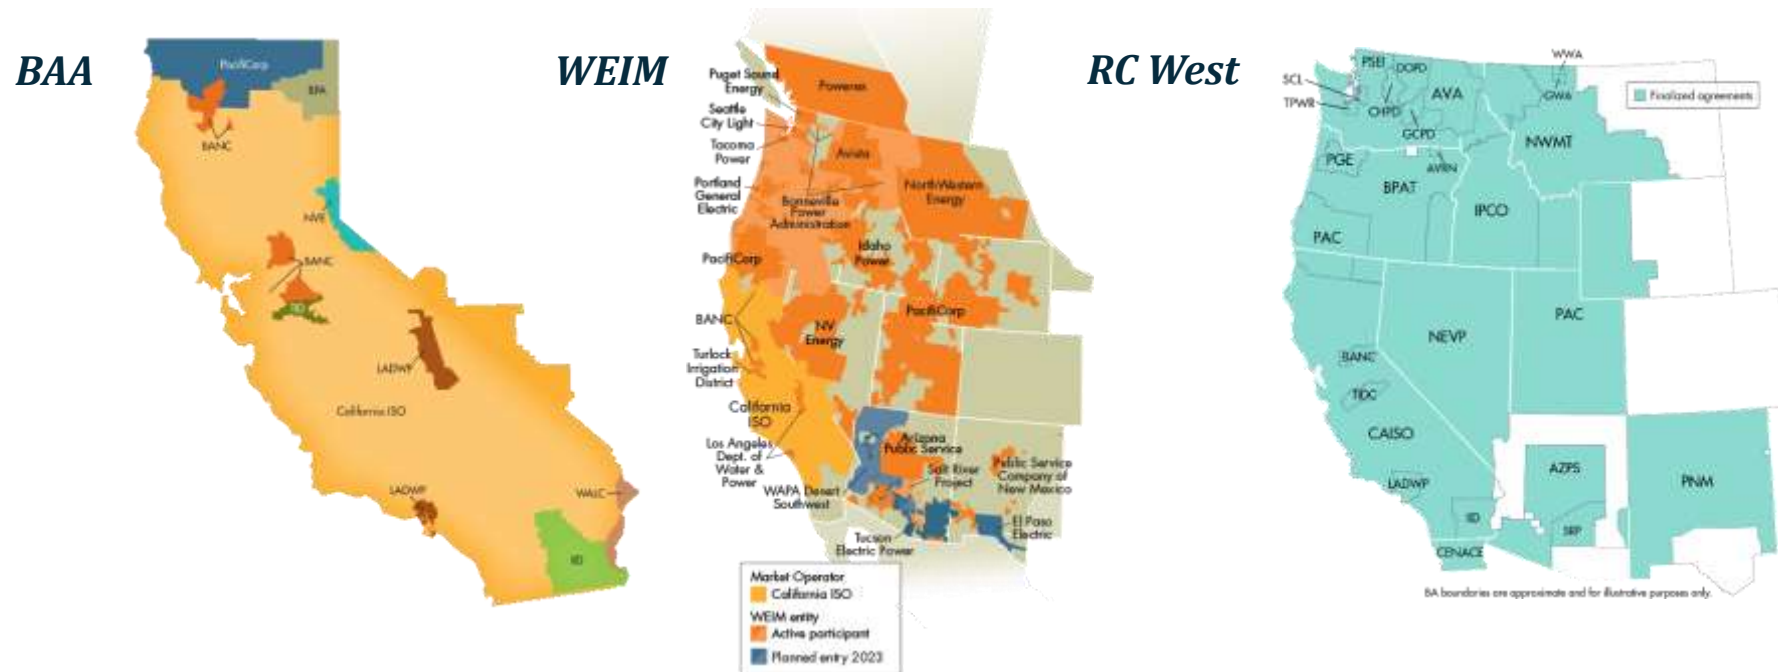 BAA
PacifiCorp
BPA
BANC
NVE
BANC
TID
LADWP
California ISO
LADWP
WALC
IID
WEIM
Puget Sound
Energy
Powerex
Seattle
City Light
Tacoma
Power
Avista
Portland
General
Electric
NorthWestern
Energy
Bonneville
Power
Administration
Idaho
Power
PacifiCorp
PacifiCorp
BANC
NV
Energy
Turlock
Irrigation
District
California
ISO
Arizona
Public Service
Los Angeles
Dept. of
Water &
Power
Salt River
Project
Public Service
Company of
New Mexico
WAPA Desert
Southwest
El Paso
Electric
Tucson
Electric Power
Market Operator
California ISO
WEIM entity
Active participant
Planned entry 2023
RC West
WWA
PSEI
DOPD
SCL
TPWR
AVA
GWA
Finalized agreements
CHPD
GCPD
NWMT
PGE
AVRN
BPAT
IPCO
PAC
PAC
NEVP
BANC
TIDC
CAISO
AZPS
LADWP
PNM
IID
SRP
CENACE
BA boundaries are approximate and for illustrative purposes only.